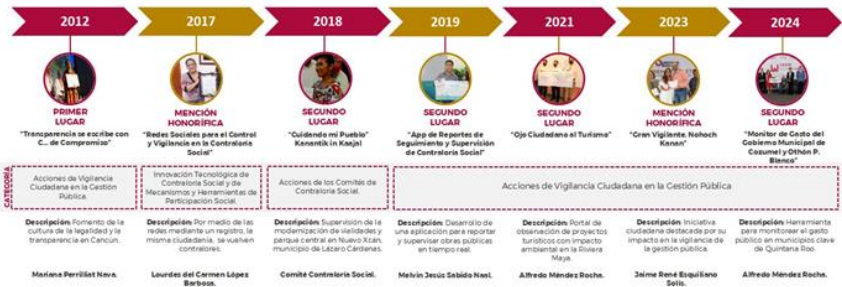 2012
2017
2018
2019
2021
2023
2024
PRIMER
LUGAR
"Transparencia se escribe con
C... de Compromiso"
MENCIÓN
HONORÍFICA
"Redes Sociales para el Control
y Vigilancia en la Contraloría
Social"
SEGUNDO
LUGAR
"Cuidando mi Pueblo"
Kanantik in Kaajal
SEGUNDO
LUGAR
"App de Reportes de
Seguimiento y Supervisión
de Contraloría Social"
SEGUNDO
LUGAR
"Ojo Ciudadano al Turismo"
MENCIÓN
HONORÍFICA
"Gran Vigilante. Nohoch
Kanan"
SEGUNDO
LUGAR
"Monitor de Gasto del
Gobierno Municipal de
Cozumel y Othón P.
Blanco"
CATEGORÍA
Acciones de Vigilancia
Ciudadana en la Gestión
Pública.
Innovación Tecnológica de
Contraloría Social y de
Mecanismos y Herramientas de
Participación Social.
Acciones de los Comités de
Contraloría Social.
Acciones de Vigilancia Ciudadana en la Gestión Pública
Descripción: Fomento de la
cultura de la legalidad y la
transparencia en Cancún.
Descripción: Por medio de las
redes mediante un registro, la
misma ciudadanía, se vuelven
contralores.
Descripción: Supervisión de la
modernización de vialidades y
parque central en Nuevo Xcán,
municipio de Lázaro Cárdenas.
Descripción: Desarrollo de
una aplicación para reportar
y supervisar obras públicas
en tiempo real.
Descripción: Portal de
observación de proyectos
turísticos con impacto
ambiental en la Riviera
Maya.
Descripción: Iniciativa
ciudadana destacada por su
impacto en la vigilancia de
la gestión pública.
Descripción: Herramienta
para monitorear el gasto
público en municipios clave
de Quintana Roo.
Mariana Perrilliat Nava.
Lourdes del Carmen López
Barbosa.
Comité Contraloría Social.
Melvin Jesús Sabido Naal.
Alfredo Méndez Rocha.
Jaime René Esquiliano
Solís.
Alfredo Méndez Rocha.